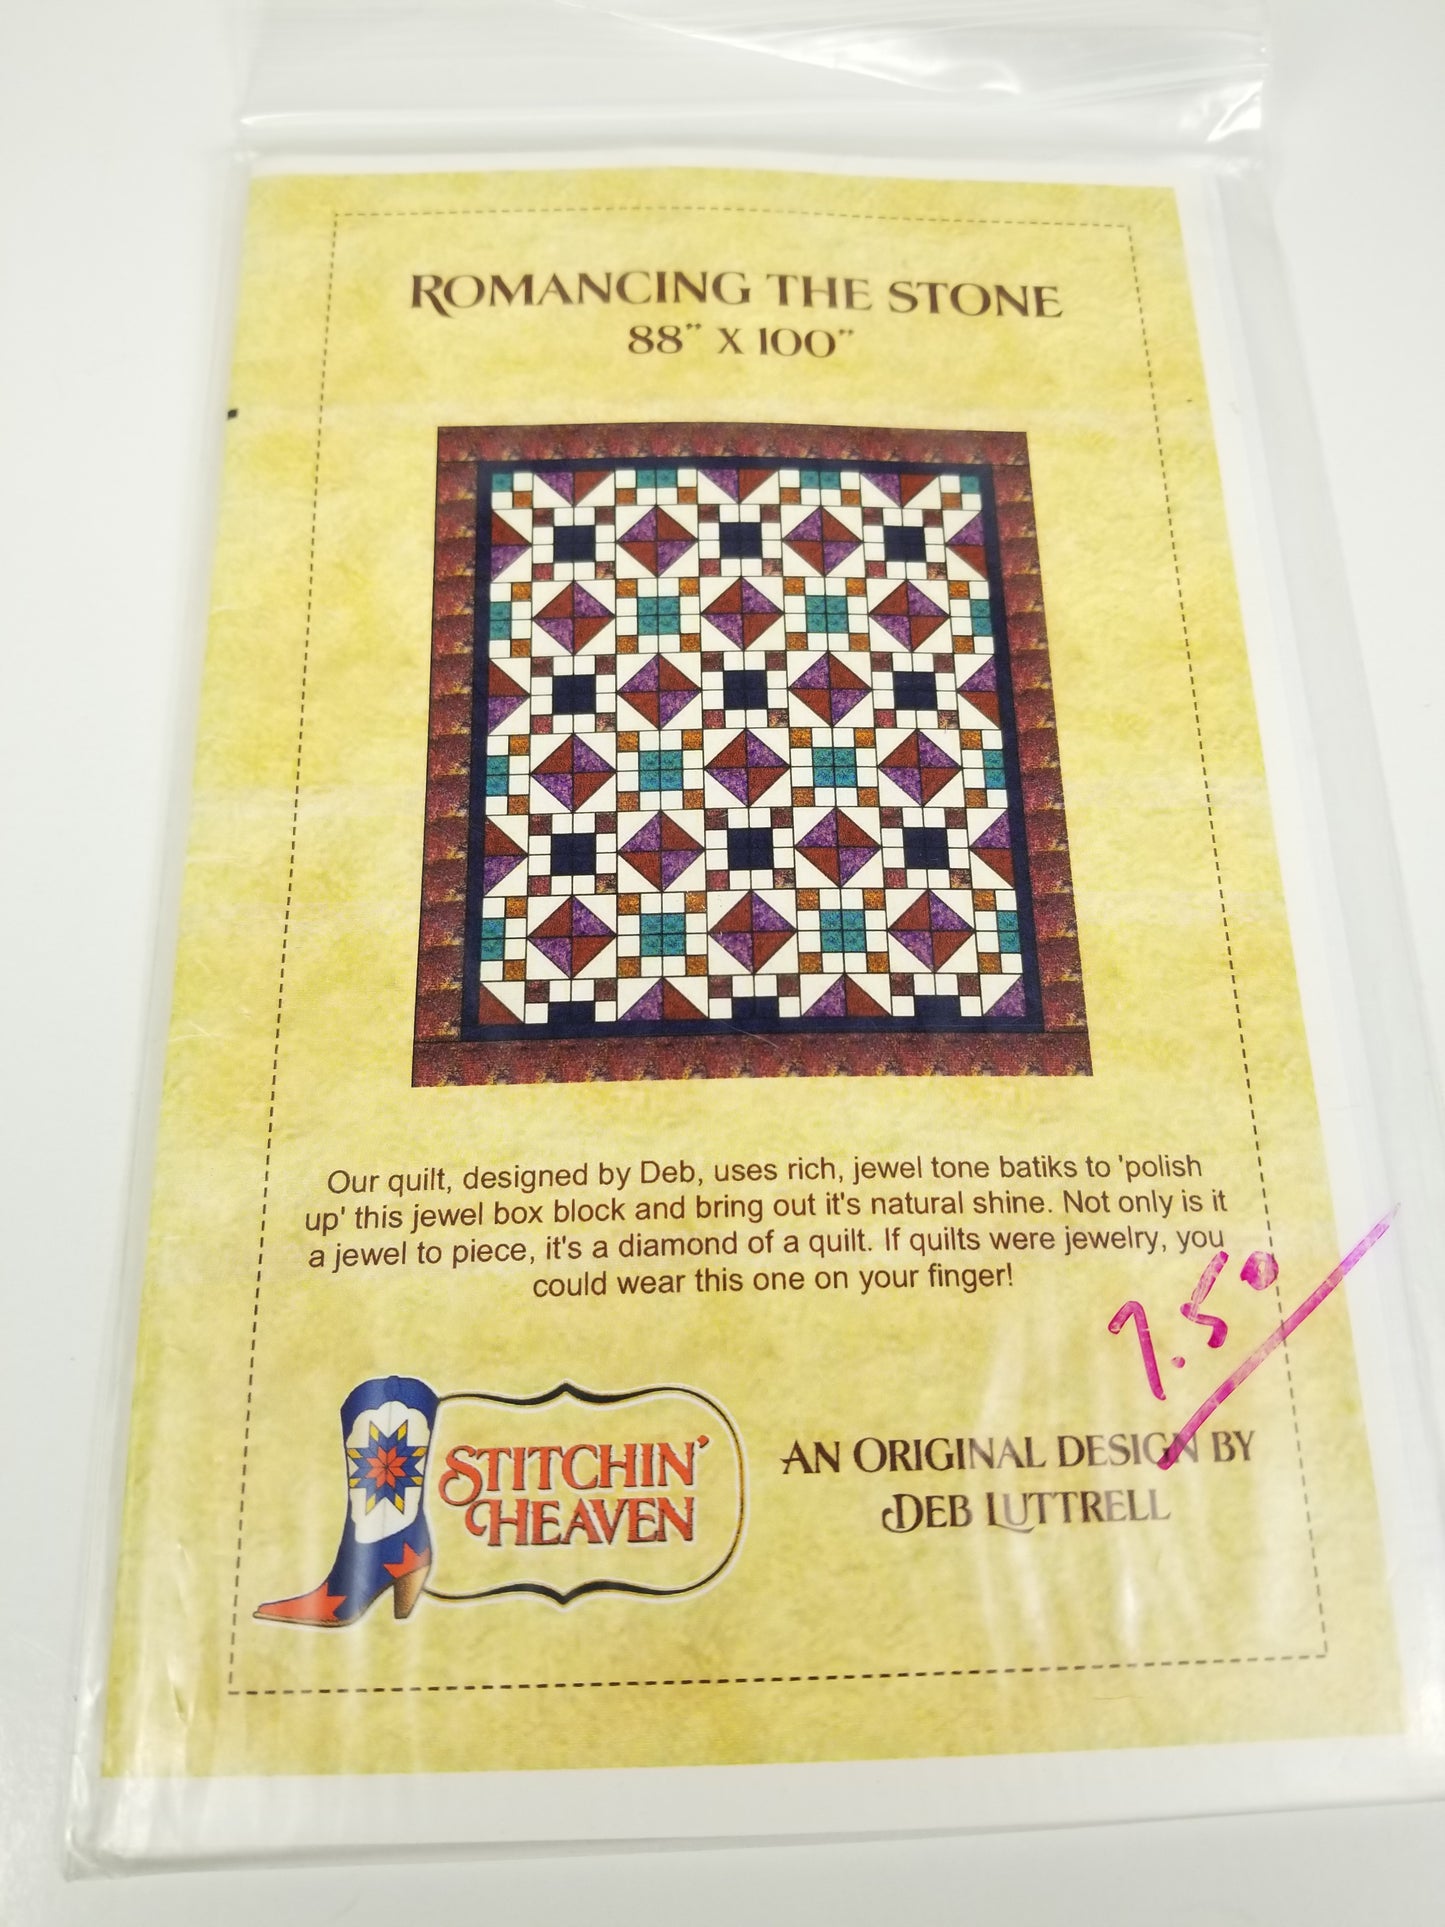 ROMANCING THE STONE
88" X 100"
Our quilt, designed by Deb, uses rich, jewel tone batiks to 'polish
up' this jewel box block and bring out it's natural shine. Not only is it
a jewel to piece, it's a diamond of a quilt. If quilts were jewelry, you
could wear this one on your finger!
7.50
STITCHIN'
HEAVEN
AN ORIGINAL DESIGN BY
DEB LUTTRELL